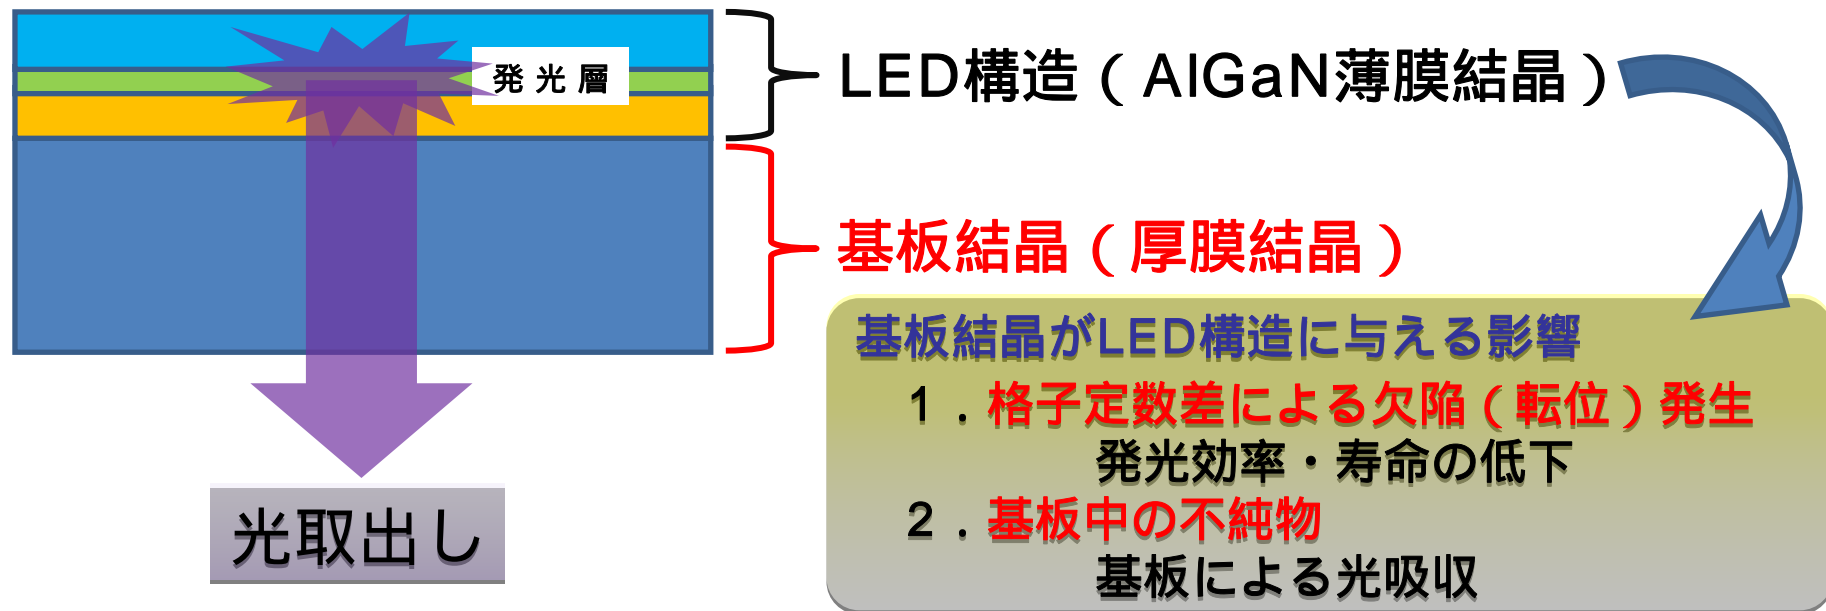 発光層
LED構造（AlGaN薄膜結晶）
基板結晶（厚膜結晶）
光取出し
基板結晶がLED構造に与える影響
１．格子定数差による欠陥（転位）発生
発光効率・寿命の低下
２．基板中の不純物
基板による光吸収